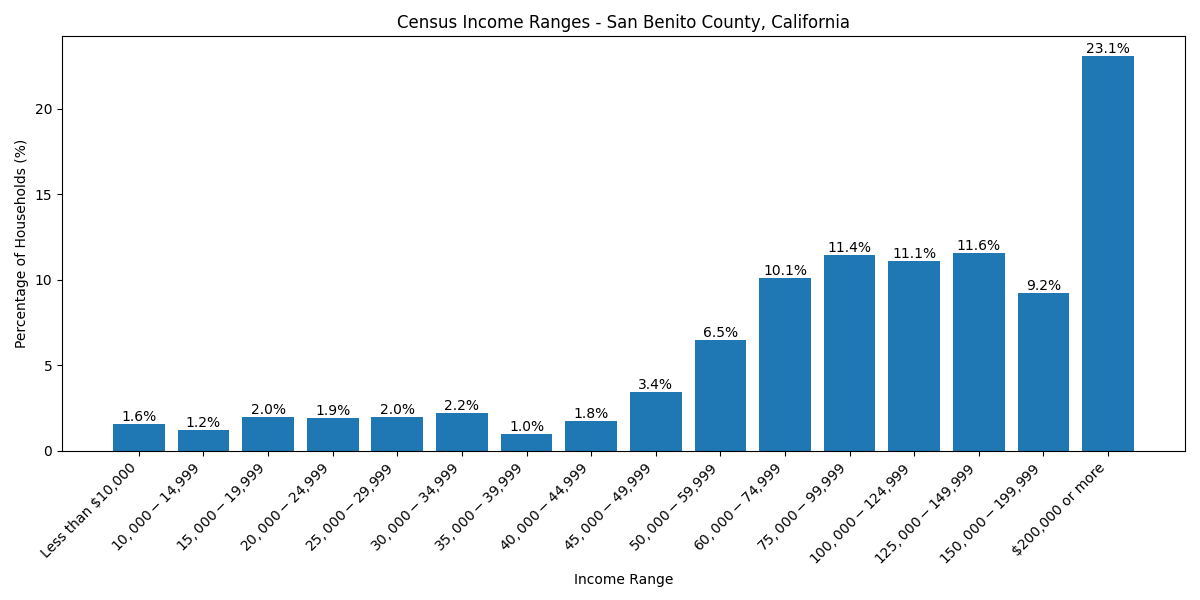 Census Income Ranges - San Benito County, California
Percentage of Households (%)
20
15
10
5
0
1.6%
1.2%
2.0%
1.9%
2.0%
2.2%
1.0%
1.8%
3.4%
6.5%
10.1%
11.4%
11.1%
11.6%
9.2%
23.1%
Less than $10,000
10,000 − 14,999
15,000 − 19,999
20,000 − 24,999
25,000 − 29,999
30,000 − 34,999
35,000 − 39,999
40,000 − 44,999
45,000 − 49,999
50,000 − 59,999
60,000 − 74,999
75,000 − 99,999
100,000 − 124,999
125,000 − 149,999
150,000 − 199,999
$200,000 or more
Income Range